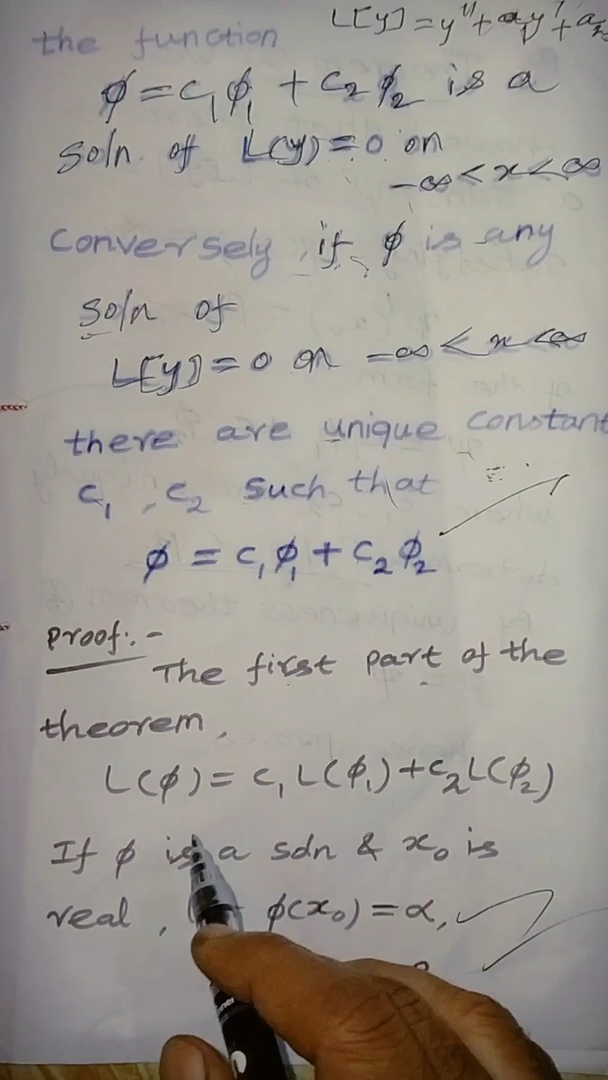 L[y] = y'' + a₁y' + a₂
the function
ϕ = c₁ϕ₁ + c₂ϕ₂ is a
soln. of L(y) = 0 on
-∞ < x < ∞
Conversely, if ϕ is any
soln of
L[y] = 0 on -∞ < x < ∞
there are unique constant
c₁, c₂ such that
ϕ = c₁ϕ₁ + c₂ϕ₂
Proof:-
The first part of the
theorem,
L(ϕ) = c₁L(ϕ₁) + c₂L(ϕ₂)
If ϕ is a soln & x₀ is
real, ϕ(x₀) = α,